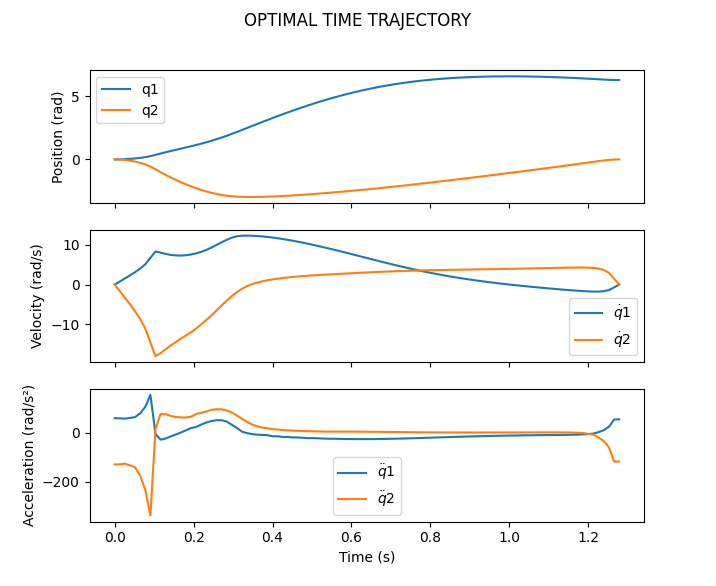 OPTIMAL TIME TRAJECTORY
Position (rad)
5
0
q1
q2
Velocity (rad/s)
10
0
−10
q̇1
q̇2
Acceleration (rad/s²)
0
−200
q̈1
q̈2
0.0 0.2 0.4 0.6 0.8 1.0 1.2
Time (s)